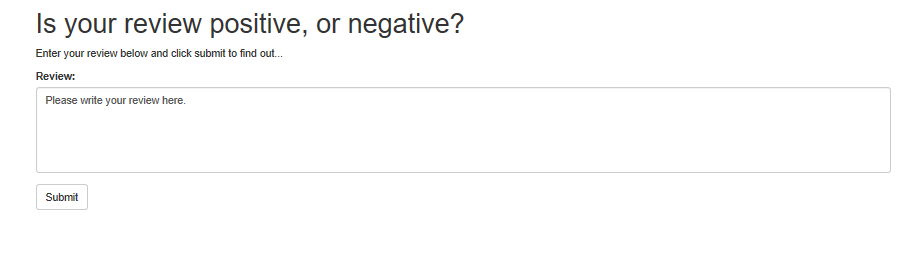 Is your review positive, or negative?
Enter your review below and click submit to find out...
Review:
Please write your review here.
Submit